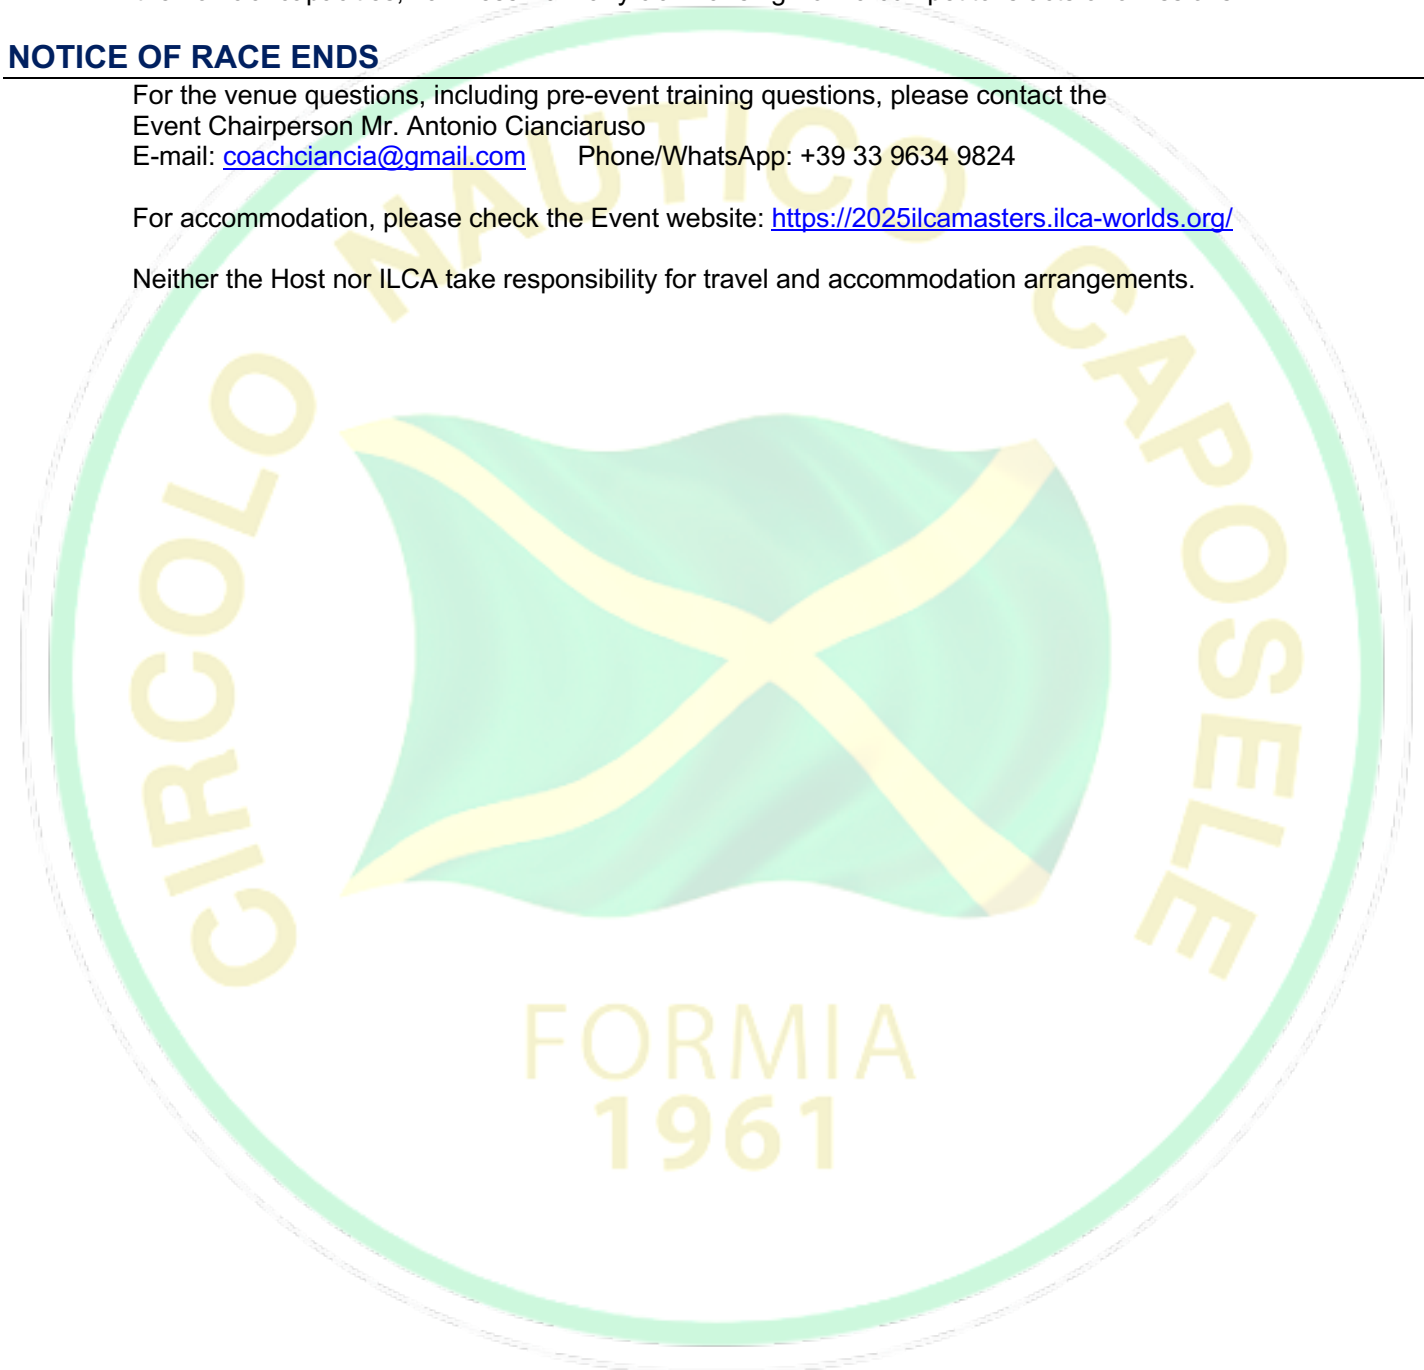 NOTICE OF RACE ENDS
For the venue questions, including pre-event training questions, please contact the
Event Chairperson Mr. Antonio Cianciaruso
E-mail: coachciancia@gmail.com Phone/WhatsApp: +39 33 9634 9824
For accommodation, please check the Event website: https://2025ilcamasters.ilca-worlds.org/
Neither the Host nor ILCA take responsibility for travel and accommodation arrangements.
CIRCOLO NAUTICO CAPOSELE
FORMIA
1961